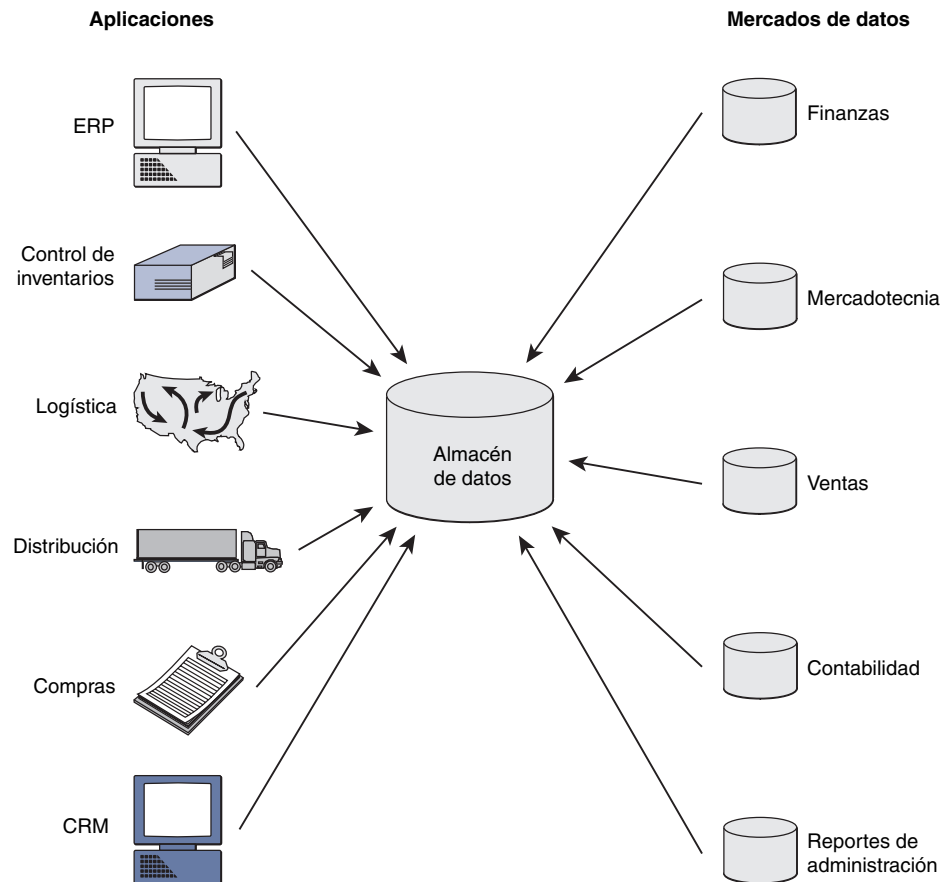 Aplicaciones
Mercados de datos
ERP
Control de
inventarios
Logística
Distribución
Compras
CRM
Almacén
de datos
Finanzas
Mercadotecnia
Ventas
Contabilidad
Reportes de
administración